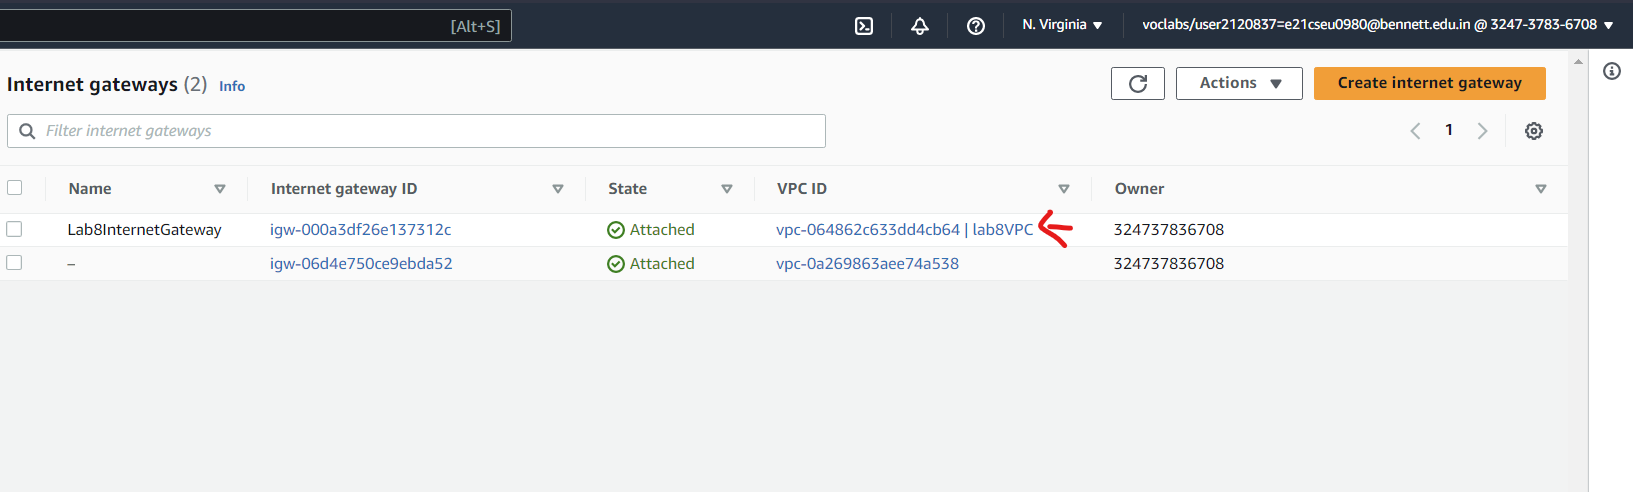 [Alt+S] N. Virginia voclabs/user2120837=e21cseu0980@bennett.edu.in @ 3247-3783-6708
Internet gateways (2) Info Actions Create internet gateway
Filter internet gateways 1
Name Internet gateway ID State VPC ID Owner
Lab8InternetGateway igw-000a3df26e137312c Attached vpc-064862c633dd4cb64 | lab8VPC 324737836708
– igw-06d4e750ce9ebda52 Attached vpc-0a269863aee74a538 324737836708